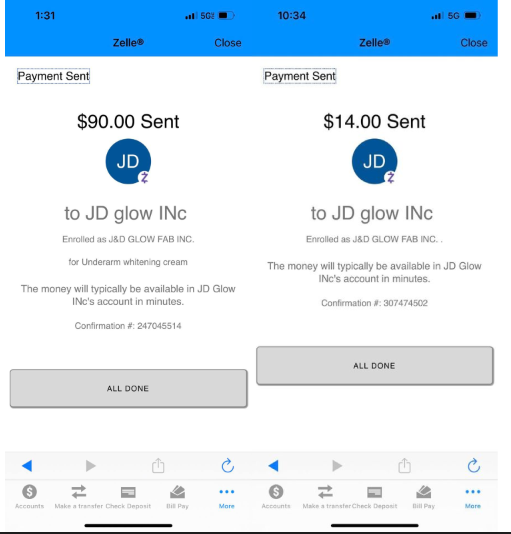 1:31
5G
Zelle®
Close
Payment Sent
$90.00 Sent
JD
to JD glow INc
Enrolled as J&D GLOW FAB INC.
for Underarm whitening cream
The money will typically be available in JD Glow
INc's account in minutes.
Confirmation #: 247045514
ALL DONE
Accounts
Make a transfer
Check Deposit
Bill Pay
More
10:34
5G
Zelle®
Close
Payment Sent
$14.00 Sent
JD
to JD glow INc
Enrolled as J&D GLOW FAB INC. .
The money will typically be available in JD Glow
INc's account in minutes.
Confirmation #: 307474502
ALL DONE
Accounts
Make a transfer
Check Deposit
Bill Pay
More